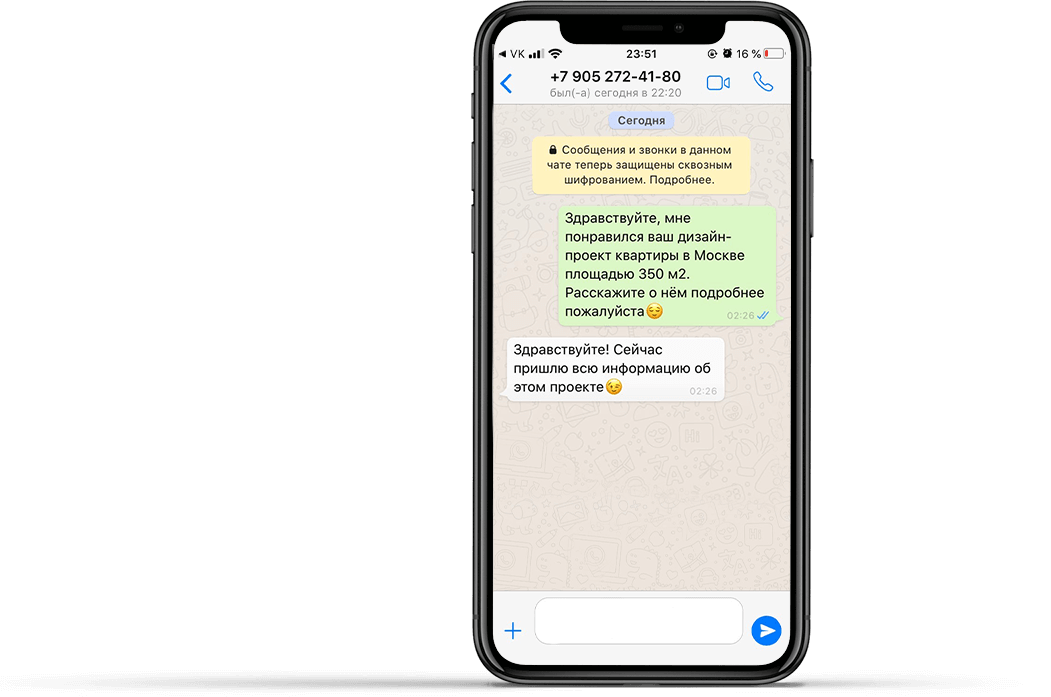 VK 23:51 16 %
+7 905 272-41-80
был(-а) сегодня в 22:20
Сегодня
Сообщения и звонки в данном
чате теперь защищены сквозным
шифрованием. Подробнее.
Здравствуйте, мне
понравился ваш дизайн-
проект квартиры в Москве
площадью 350 м2.
Расскажите о нём подробнее
пожалуйста😌
02:26
Здравствуйте! Сейчас
пришлю всю информацию об
этом проекте😉
02:26